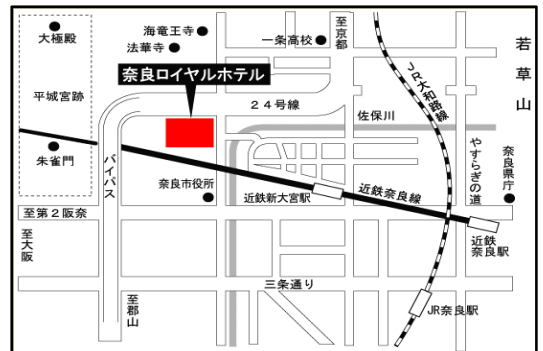 海竜王寺
大極殿
法華寺
一条高校
至京都
若草山
奈良ロイヤルホテル
JR大和路線
平城宮跡
24号線
佐保川
朱雀門
バイパス
やすらぎの道
奈良県庁
奈良市役所
近鉄新大宮駅
近鉄奈良線
至第2阪奈
至大阪
近鉄
奈良駅
三条通り
至郡山
JR奈良駅